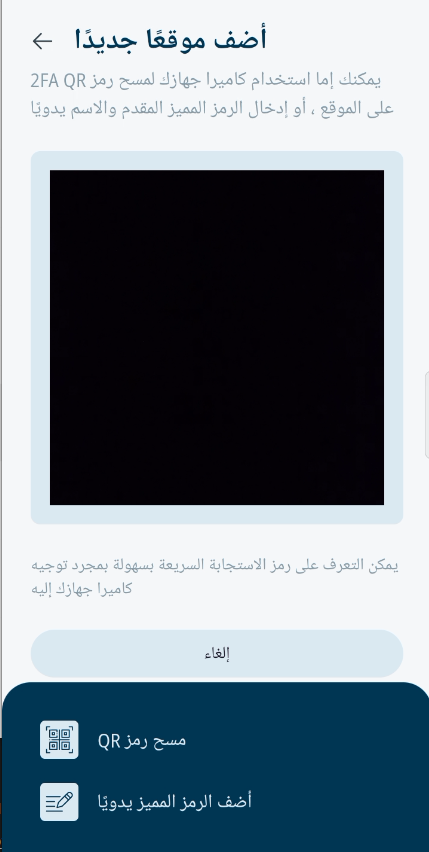 أضف موقعًا جديدًا
يمكنك إما استخدام كاميرا جهازك لمسح رمز 2FA QR
على الموقع ، أو إدخال الرمز المميز المقدم والاسم يدويًا
يمكن التعرف على رمز الاستجابة السريعة بسهولة بمجرد توجيه
كاميرا جهازك إليه
إلغاء
مسح رمز QR
أضف الرمز المميز يدويًا